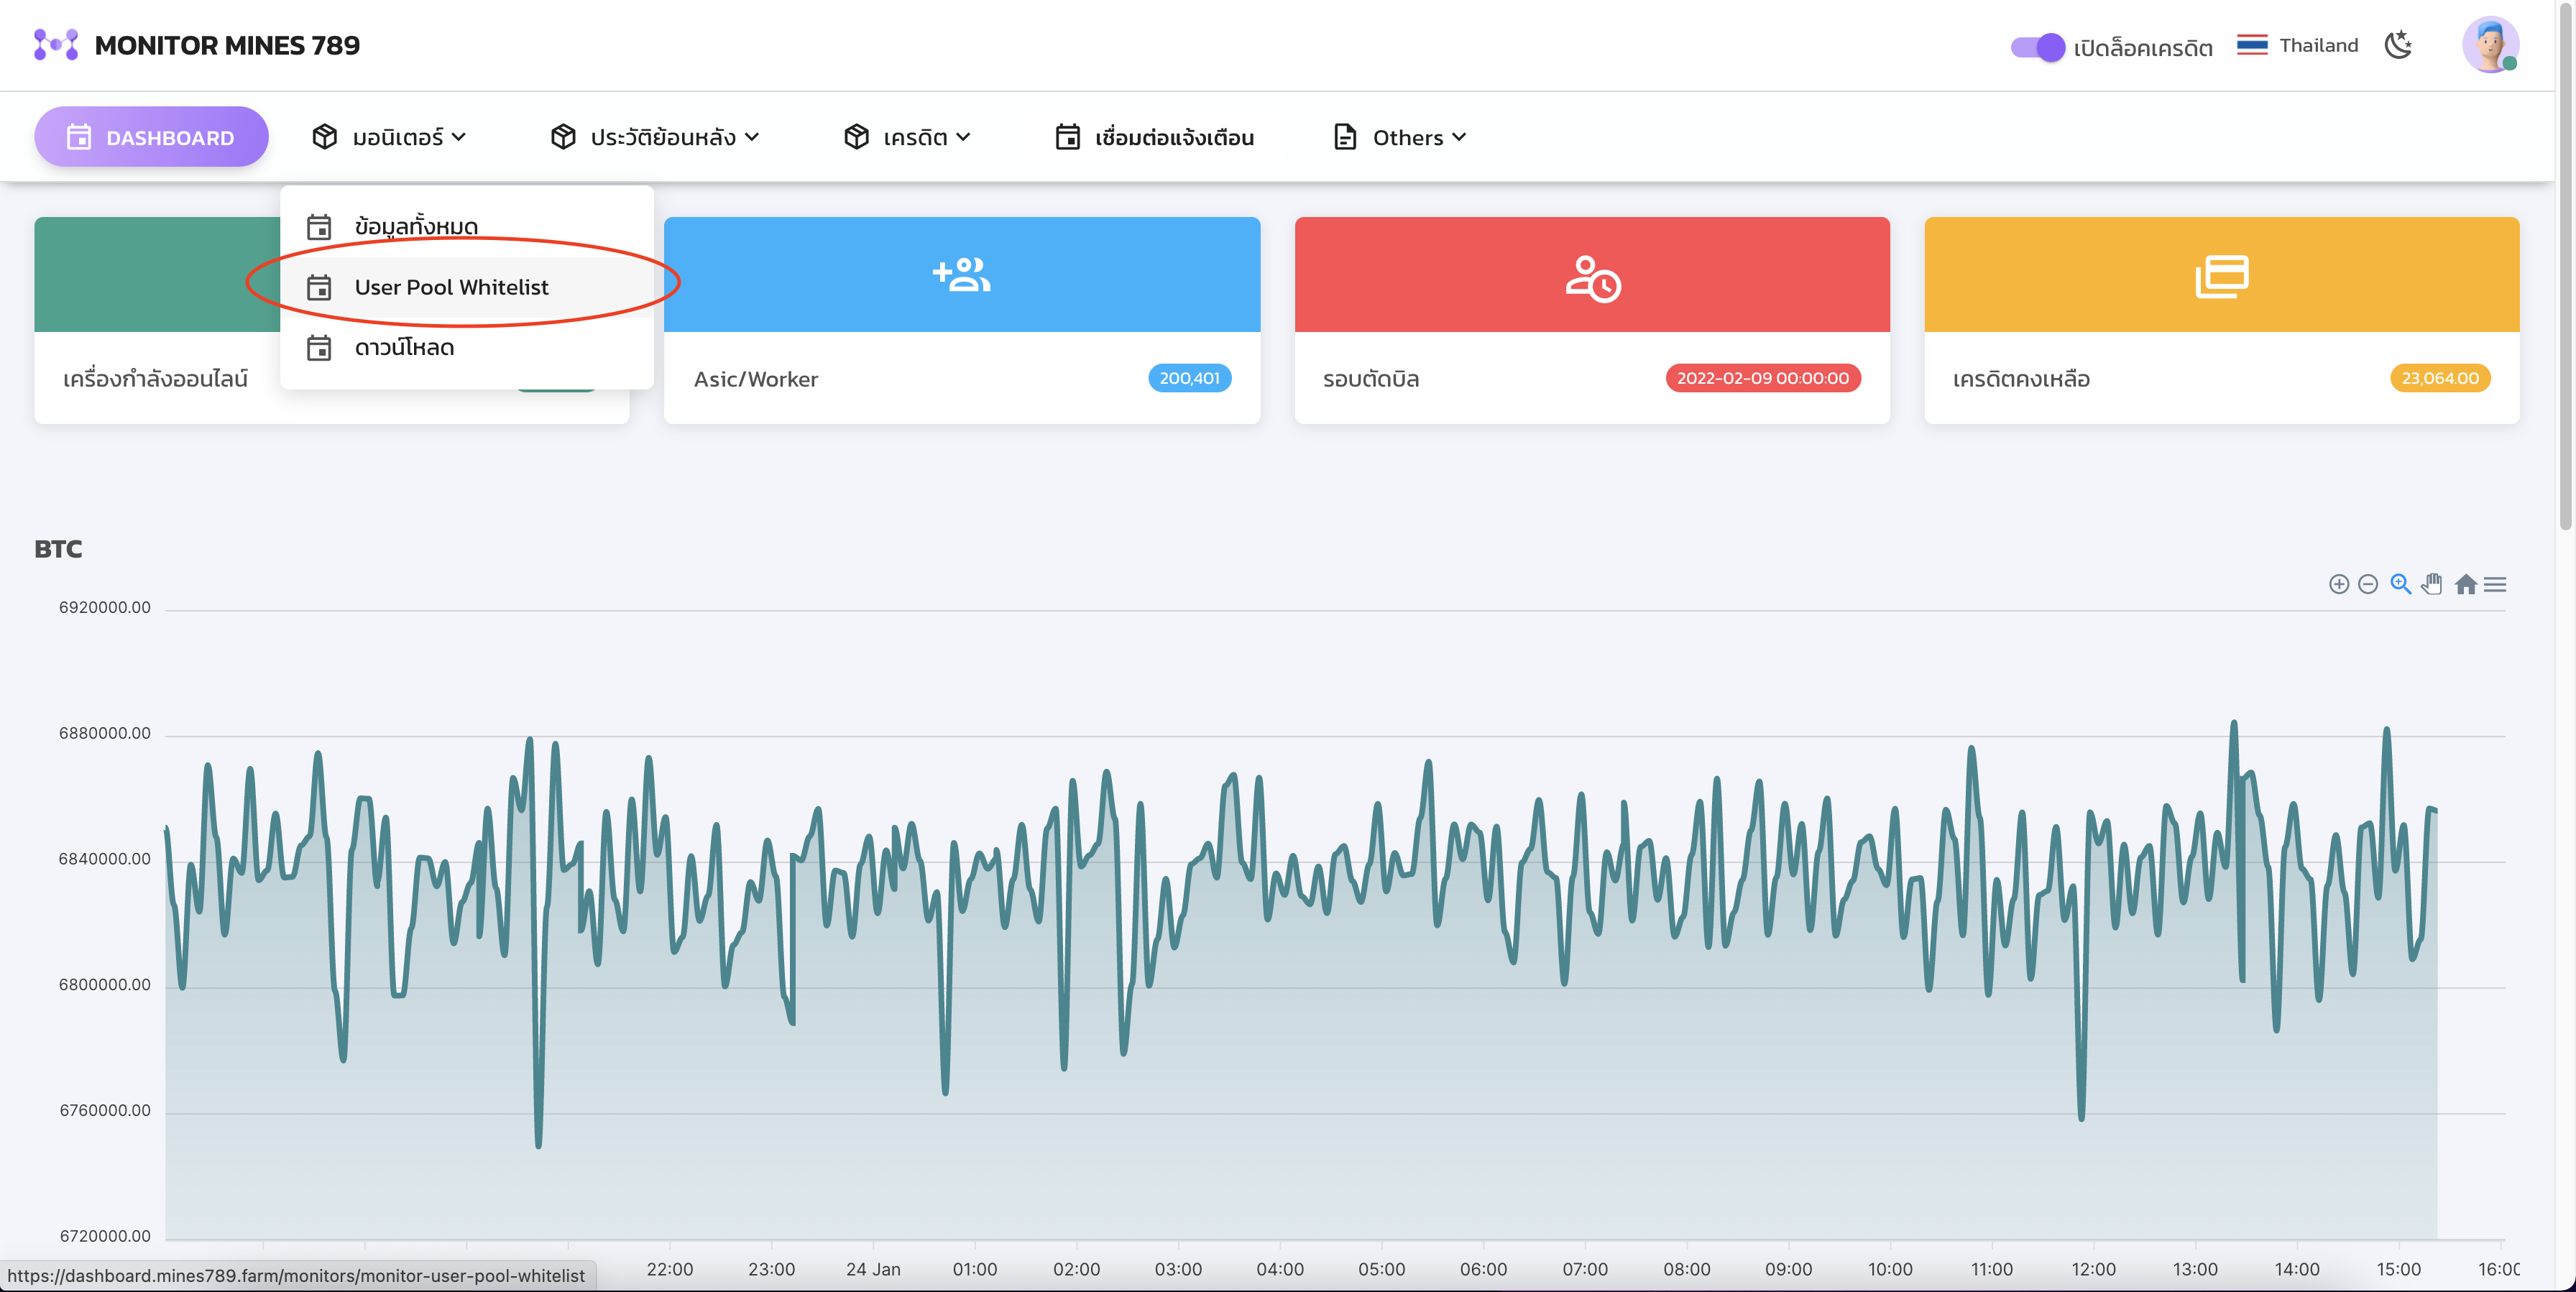 MONITOR MINES 789
เปิดล็อคเครดิต
Thailand
DASHBOARD
มอนิเตอร์
ประวัติย้อนหลัง
เครดิต
เชื่อมต่อแจ้งเตือน
Others
ข้อมูลทั้งหมด
User Pool Whitelist
ดาวน์โหลด
เครื่องกำลังออนไลน์
Asic/Worker
200,401
รอบตัดบิล
2022-02-09 00:00:00
เครดิตคงเหลือ
23,064.00
BTC
6920000.00
6880000.00
6840000.00
6800000.00
6760000.00
6720000.00
22:00
23:00
24 Jan
01:00
02:00
03:00
04:00
05:00
06:00
07:00
08:00
09:00
10:00
11:00
12:00
13:00
14:00
15:00
16:00
https://dashboard.mines789.farm/monitors/monitor-user-pool-whitelist